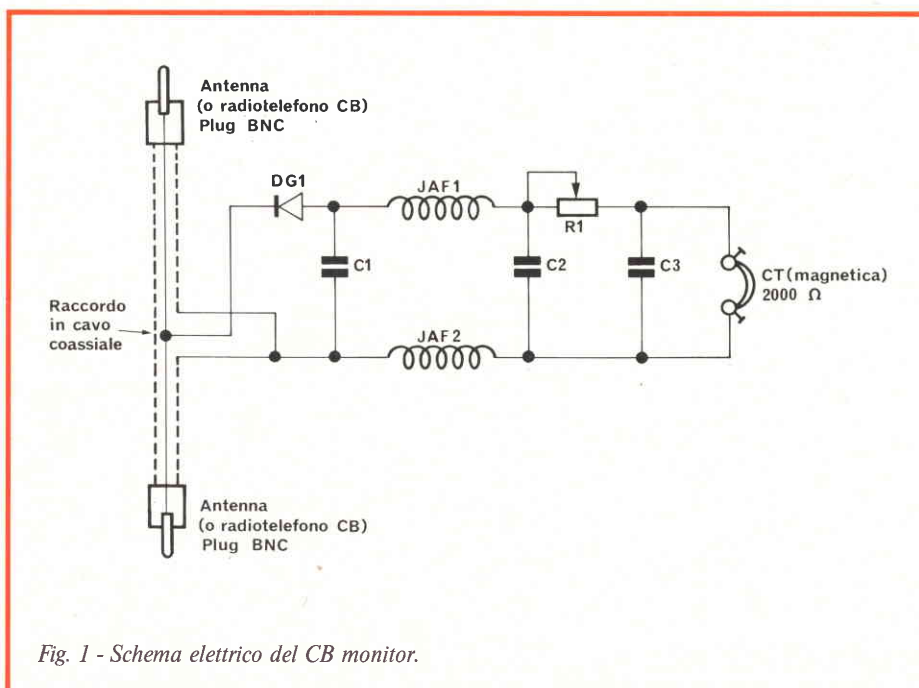 Antenna
(o radiotelefono CB)
Plug BNC
DG1
JAF1
R1
C1
C2
C3
CT (magnetica)
2000 Ω
Raccordo
in cavo
coassiale
JAF2
Antenna
(o radiotelefono CB)
Plug BNC
Fig. 1 - Schema elettrico del CB monitor.